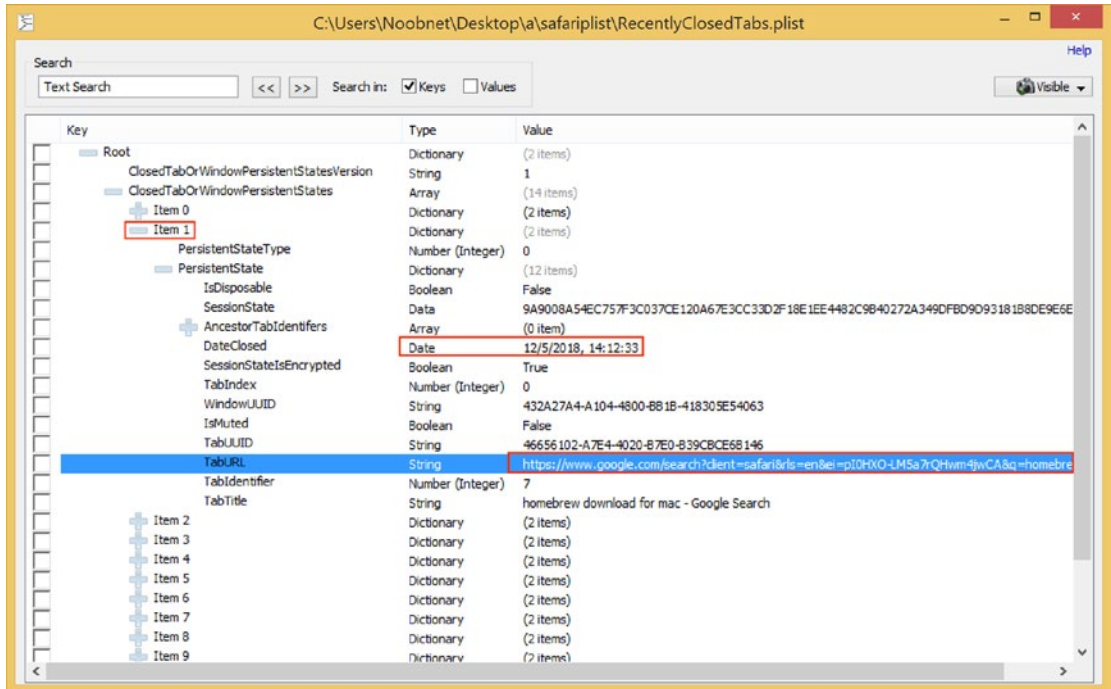 C:\Users\Noobnet\Desktop\a\safariplist\RecentlyClosedTabs.plist
Help
Search
Text Search << >> Search in: Keys Values
Visible
Key Type Value
Root Dictionary (2 items)
ClosedTabOrWindowPersistentStatesVersion String 1
ClosedTabOrWindowPersistentStates Array (14 items)
Item 0 Dictionary (2 items)
Item 1 Dictionary (2 items)
PersistentStateType Number (Integer) 0
PersistentState Dictionary (12 items)
IsDisposable Boolean False
SessionState Data 9A9008A54EC757F3C037CE120A67E3CC33D2F18E1EE4482C9B40272A349DFBD9D93181B8DE9E6E
AncestorTabIdentifers Array (0 item)
DateClosed Date 12/5/2018, 14:12:33
SessionStateIsEncrypted Boolean True
TabIndex Number (Integer) 0
WindowUUID String 432A27A4-A104-4800-BB1B-418305E54063
IsMuted Boolean False
TabUUID String 46656102-A7E4-4020-B7E0-B39CBCE6B146
TabURL String https://www.google.com/search?client=safari&rls=en&ei=pI0HXO-LM5a7rQHwm4jwCA&q=homebre
TabIdentifier Number (Integer) 7
TabTitle String homebrew download for mac - Google Search
Item 2 Dictionary (2 items)
Item 3 Dictionary (2 items)
Item 4 Dictionary (2 items)
Item 5 Dictionary (2 items)
Item 6 Dictionary (2 items)
Item 7 Dictionary (2 items)
Item 8 Dictionary (2 items)
Item 9 Dictionary (2 items)